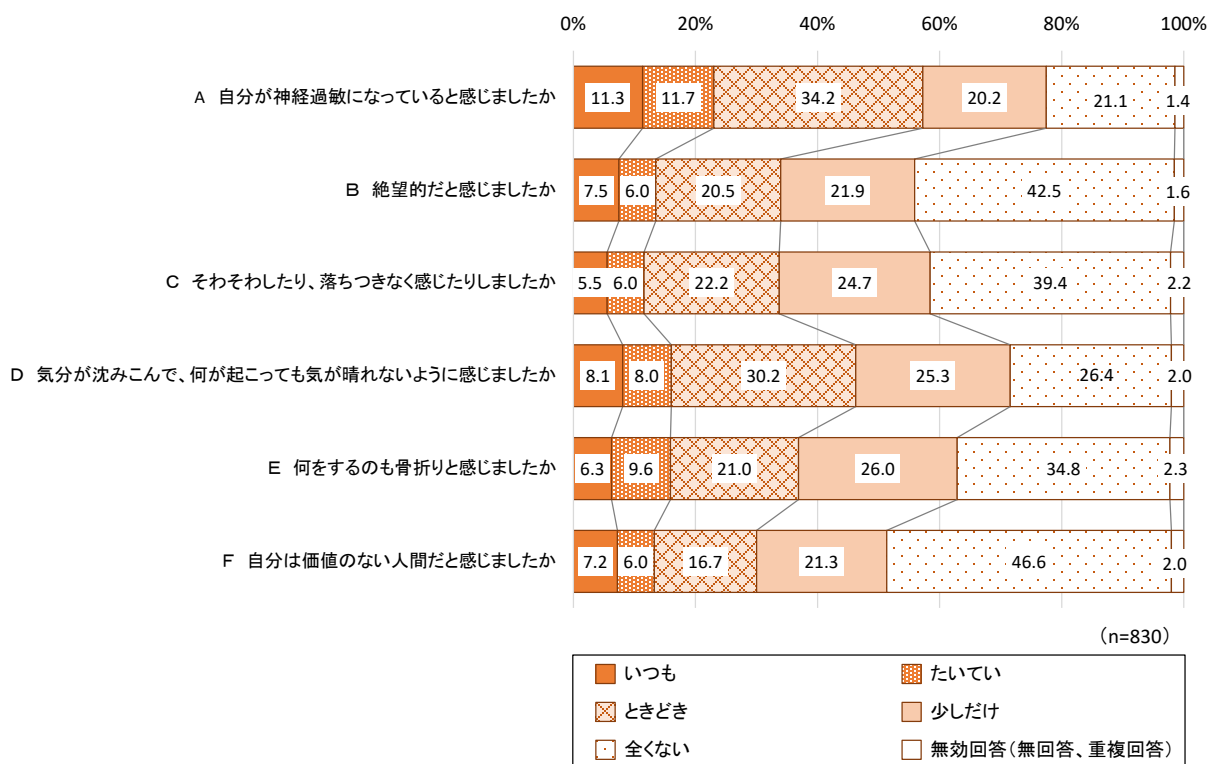 0% 20% 40% 60% 80% 100%
A 自分が神経過敏になっていると感じましたか 11.3 11.7 34.2 20.2 21.1 1.4
B 絶望的だと感じましたか 7.5 6.0 20.5 21.9 42.5 1.6
C そわそわしたり、落ちつきなく感じたりしましたか 5.5 6.0 22.2 24.7 39.4 2.2
D 気分が沈みこんで、何が起こっても気が晴れないように感じましたか 8.1 8.0 30.2 25.3 26.4 2.0
E 何をするのも骨折りと感じましたか 6.3 9.6 21.0 26.0 34.8 2.3
F 自分は価値のない人間だと感じましたか 7.2 6.0 16.7 21.3 46.6 2.0
(n=830)
いつも たいてい
ときどき 少しだけ
全くない 無効回答(無回答、重複回答)